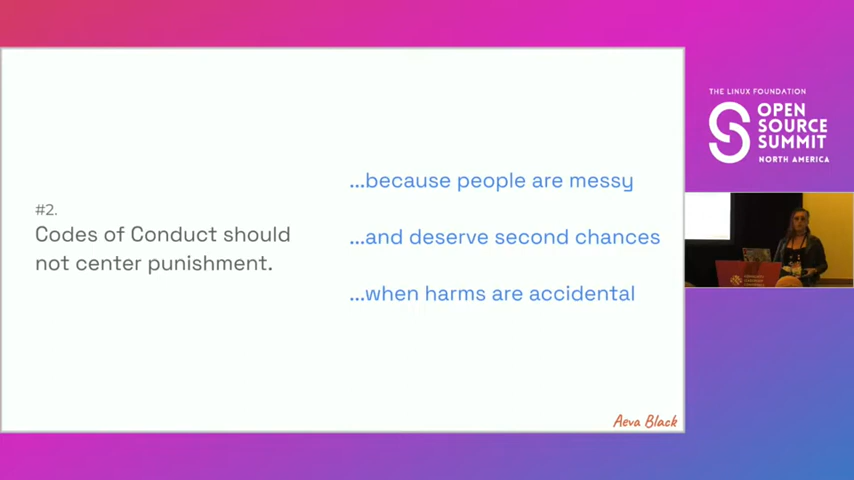 #2.
Codes of Conduct should
not center punishment.
...because people are messy
...and deserve second chances
...when harms are accidental
Aeva Black
THE LINUX FOUNDATION
OPEN
SOURCE
SUMMIT
NORTH AMERICA